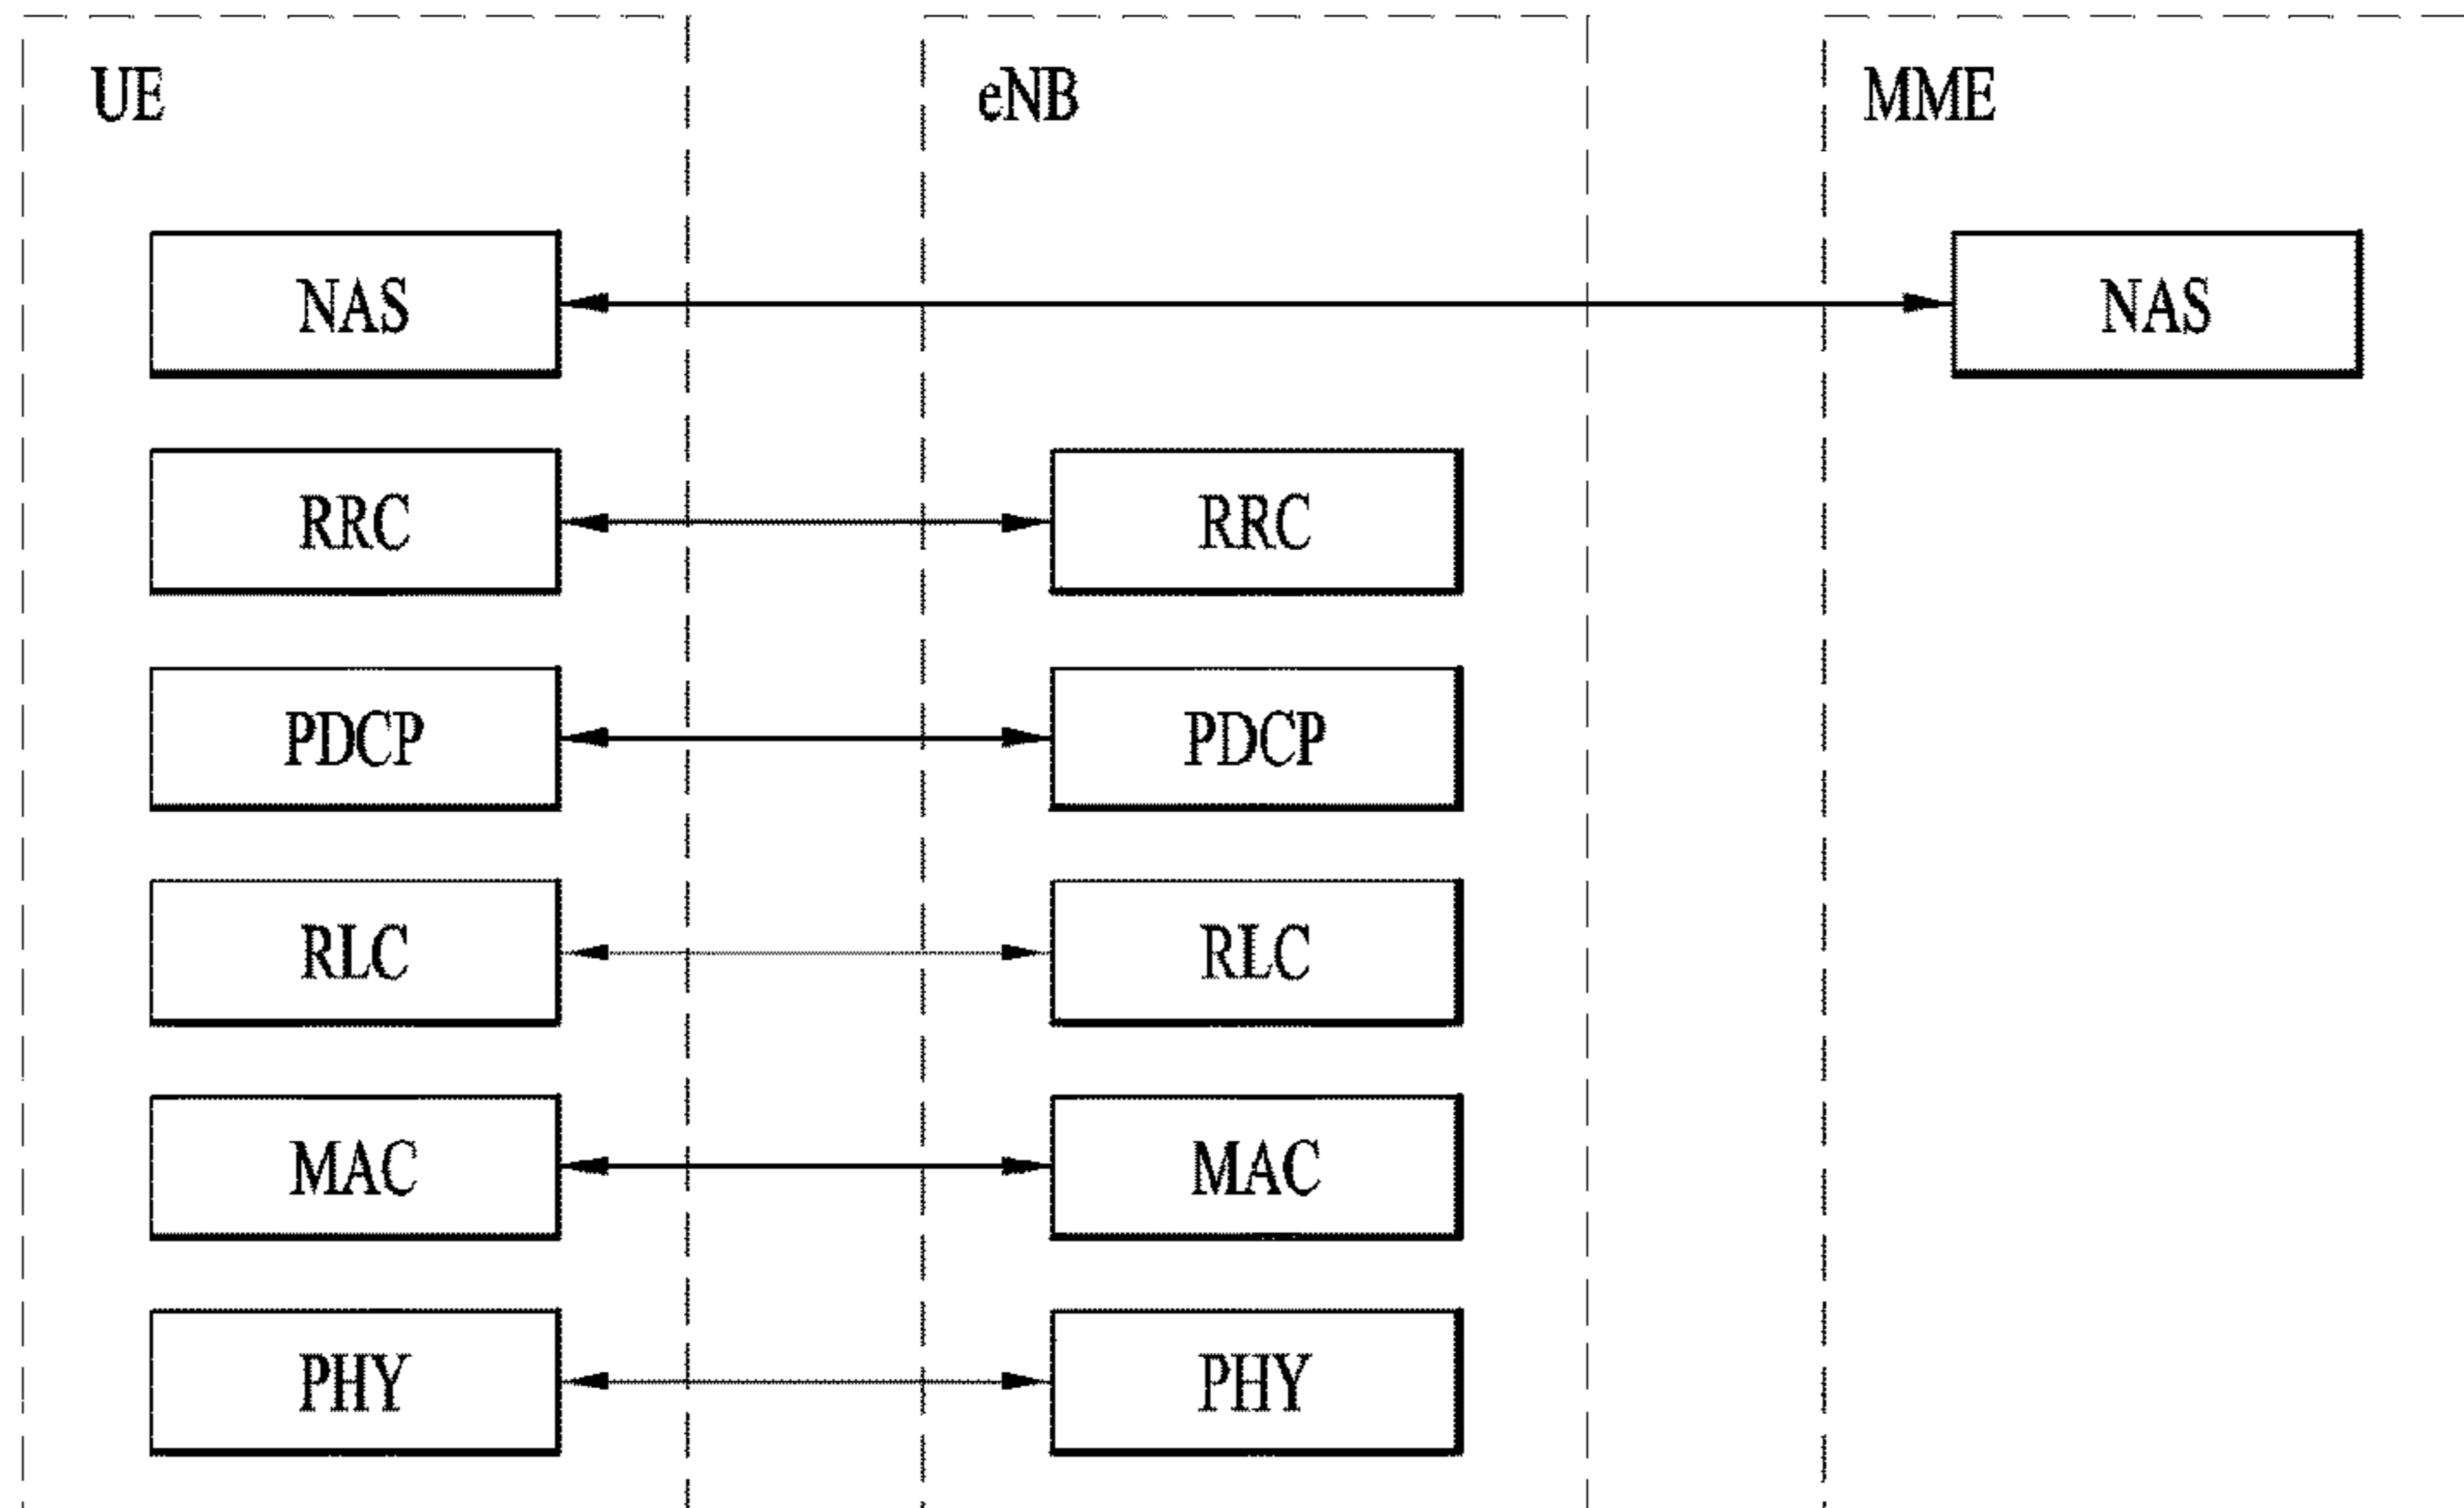 UE eNB MME
NAS NAS
RRC RRC
PDCP PDCP
RLC RLC
MAC MAC
PHY PHY